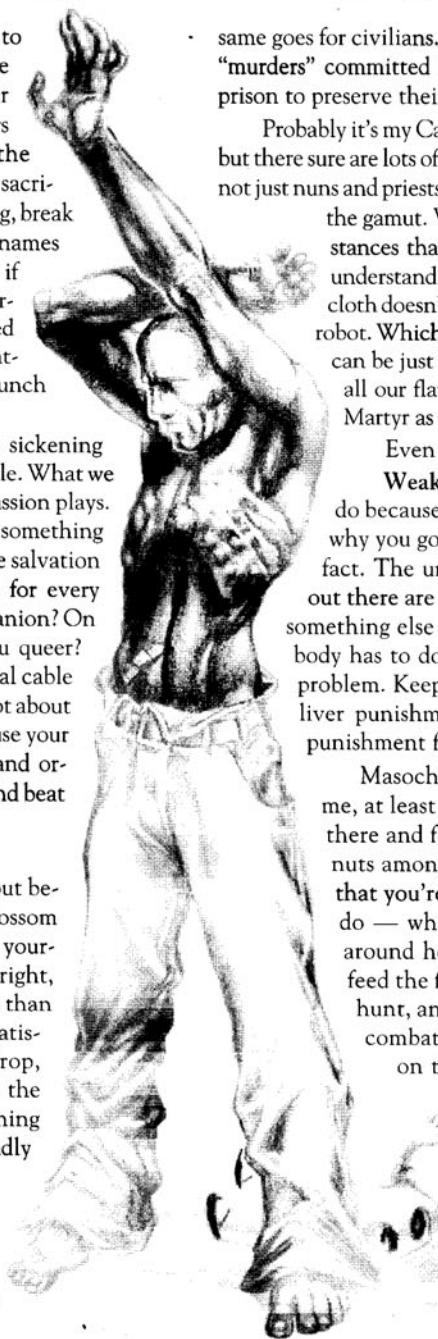 to
e
r
rs
the
sacri-
g, break
names
if
r-
ed
at-
unch
sickening
le. What we
assion plays.
something
e salvation
for every
anion? On
u queer?
al cable
ot about
use your
and or-
nd beat
out be-
ossom
your-
right,
than
atis-
rop,
the
ning
dly
same goes for civilians.
“murders” committed
prison to preserve thei
Probably it's my Ca
but there sure are lots of
not just nuns and priests
the gamut. V
stances tha
understand
cloth doesn
robot. Which
can be just
all our fla
Martyr as
Even
Weak
do because
why you go
fact. The u
out there are
something else
body has to do
problem. Keep
liver punishm
punishment f
Masoch
me, at least
there and f
nuts amon
that you're
do — wh
around he
feed the f
hunt, an
combat
on t